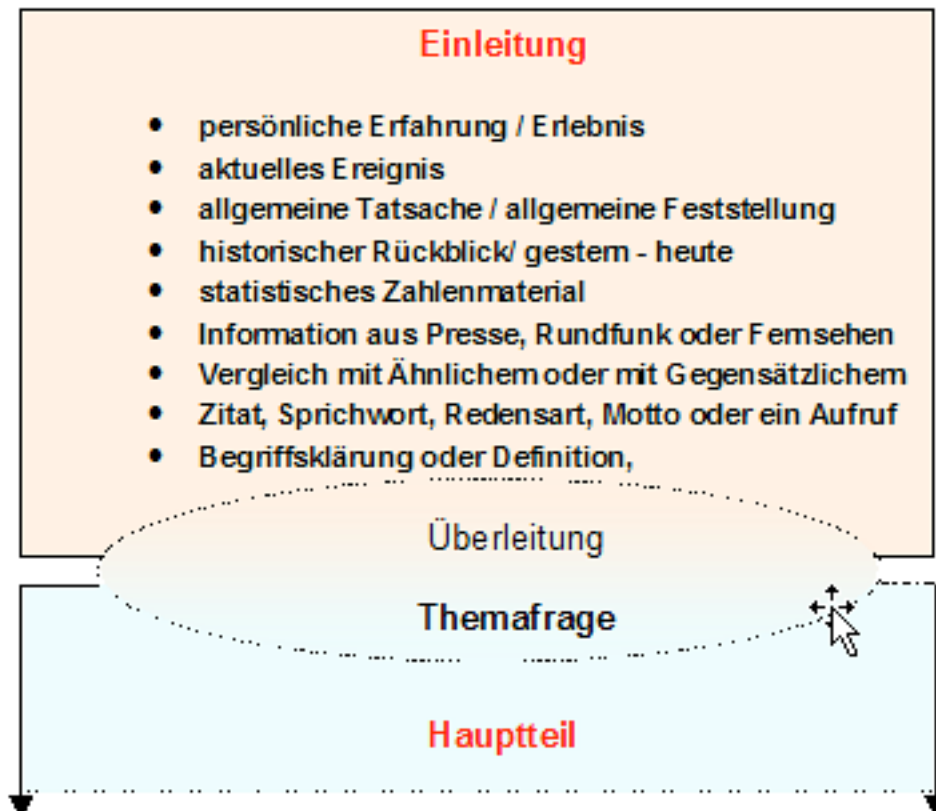 Einleitung
• persönliche Erfahrung / Erlebnis
• aktuelles Ereignis
• allgemeine Tatsache / allgemeine Feststellung
• historischer Rückblick/ gestern - heute
• statistisches Zahlenmaterial
• Information aus Presse, Rundfunk oder Fernsehen
• Vergleich mit Ähnlichem oder mit Gegensätzlichem
• Zitat, Sprichwort, Redensart, Motto oder ein Aufruf
• Begriffsklärung oder Definition,
Überleitung
Themafrage
Hauptteil